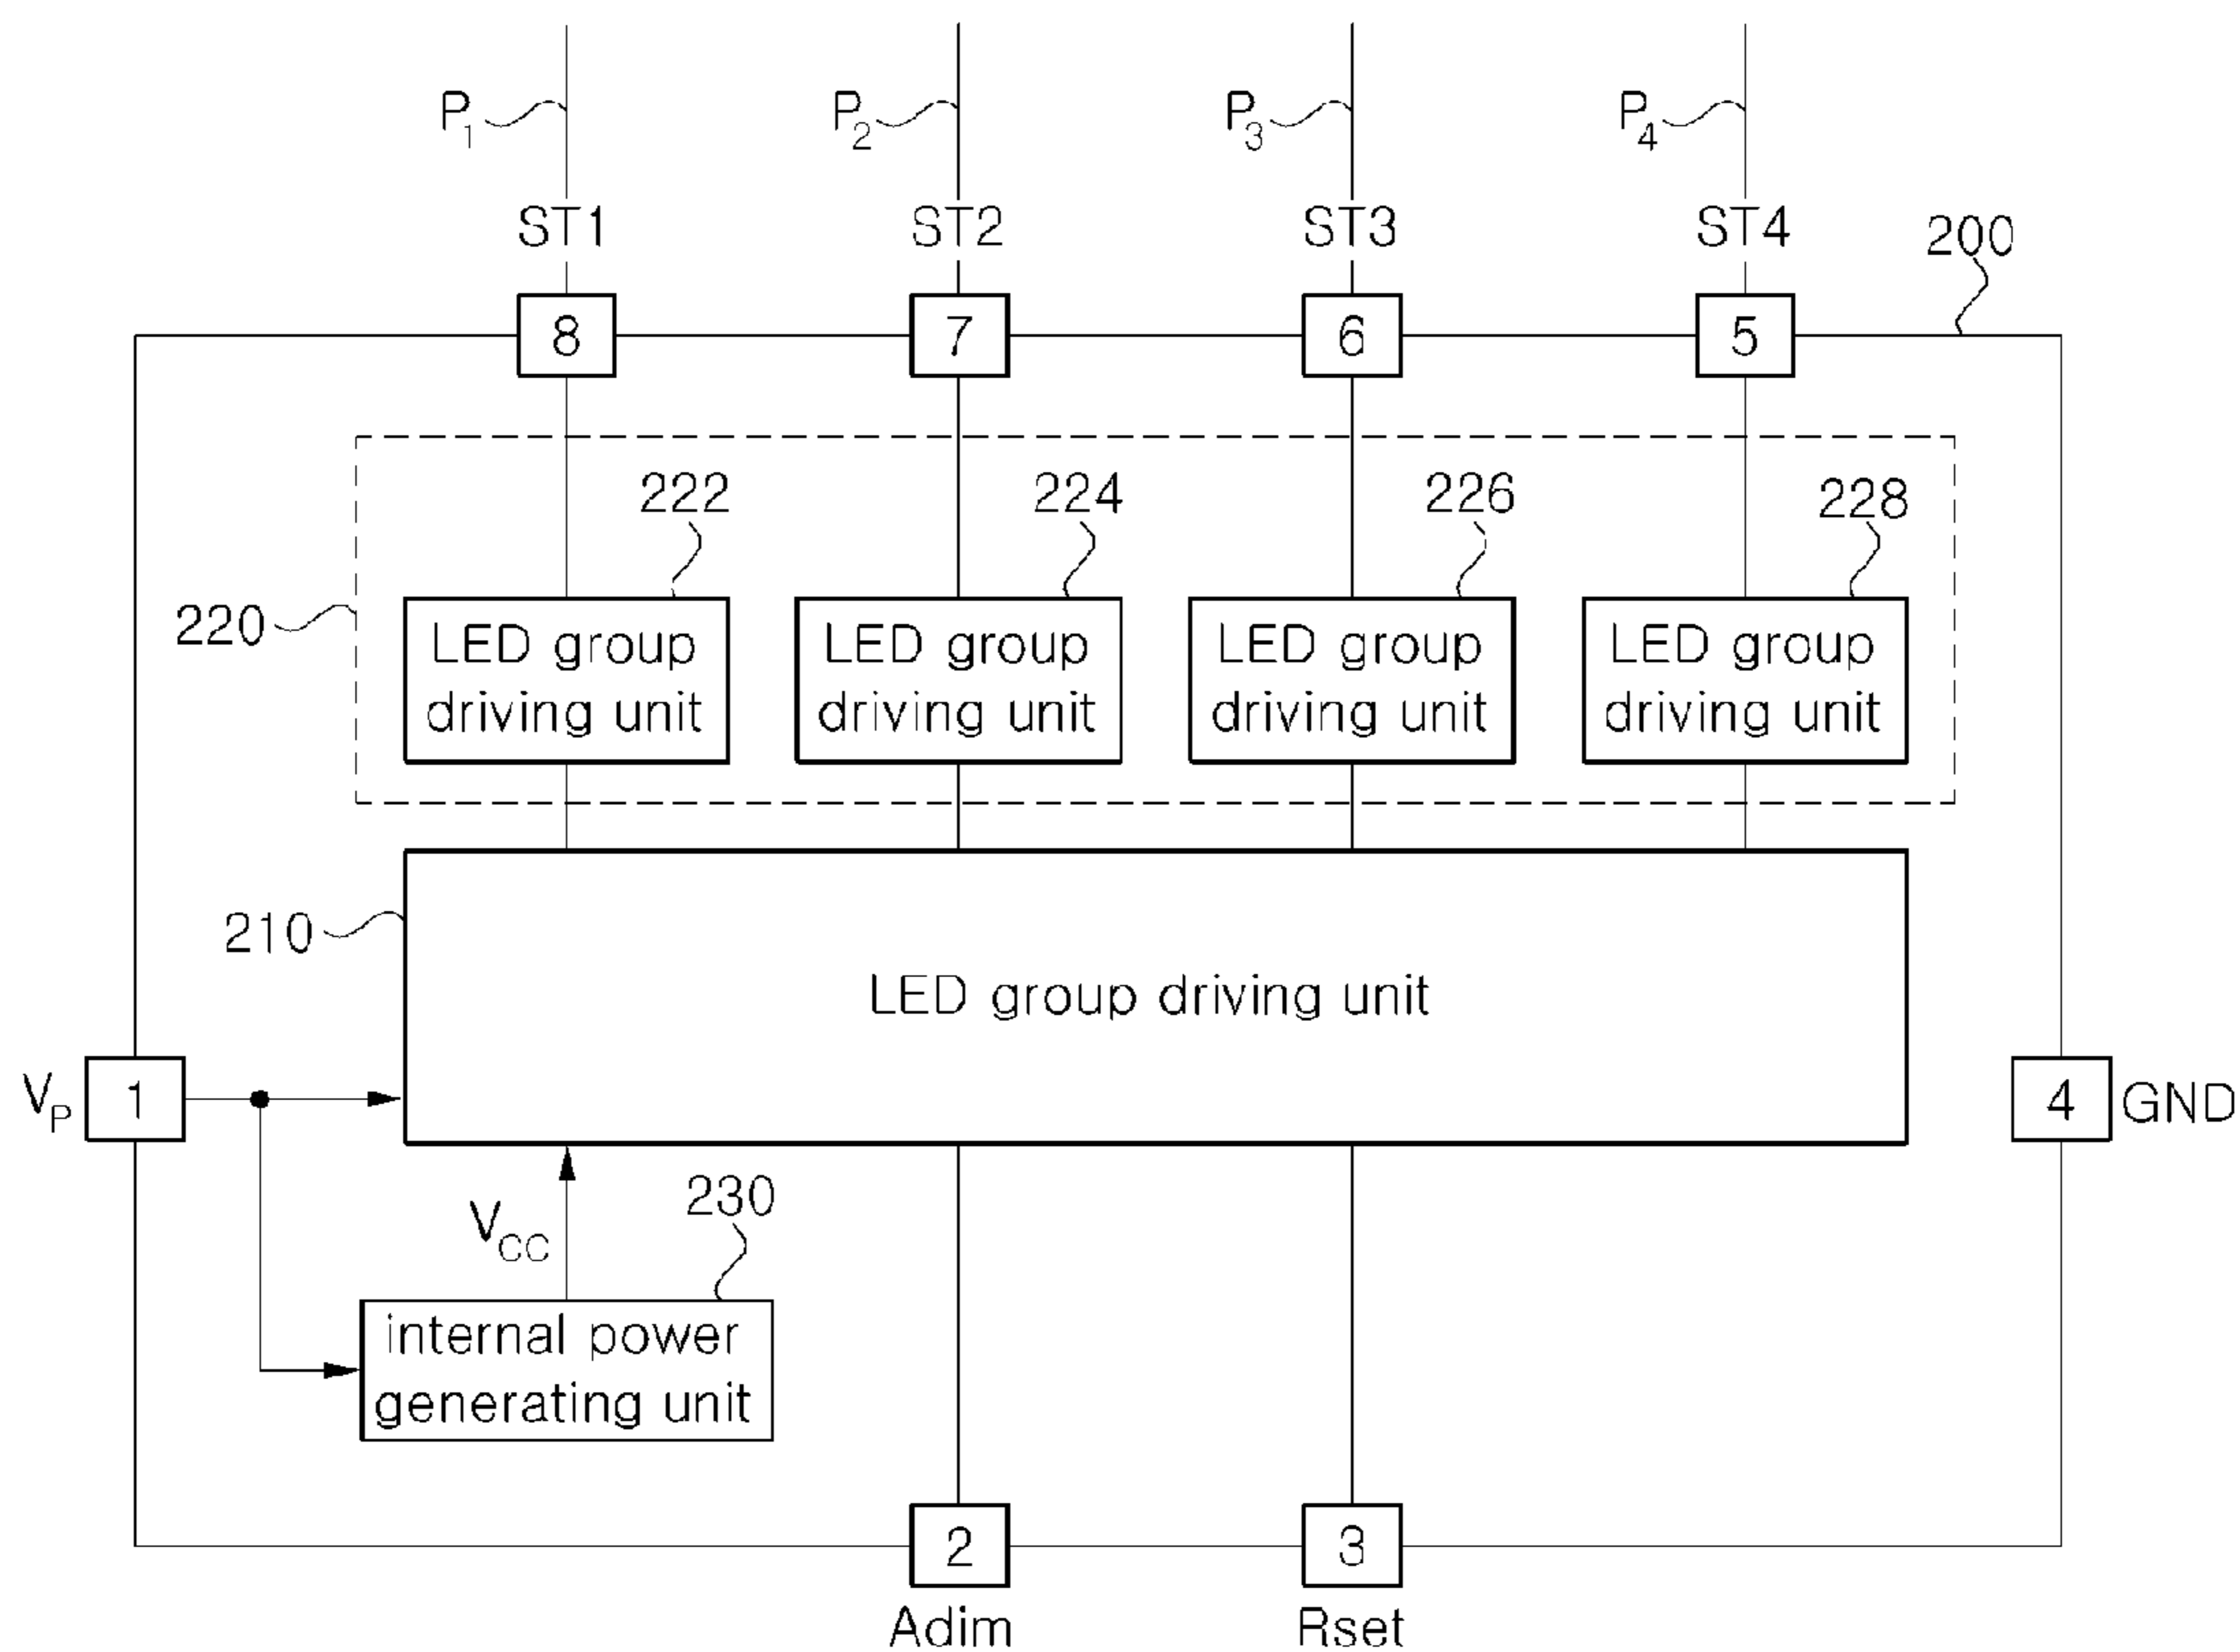 P1 P2 P3 P4
ST1 ST2 ST3 ST4 200
8 7 6 5
222 224 226 228
220
LED group
driving unit
LED group
driving unit
LED group
driving unit
LED group
driving unit
210
LED group driving unit
VP 1
4 GND
VCC
230
internal power
generating unit
2 3
Adim Rset